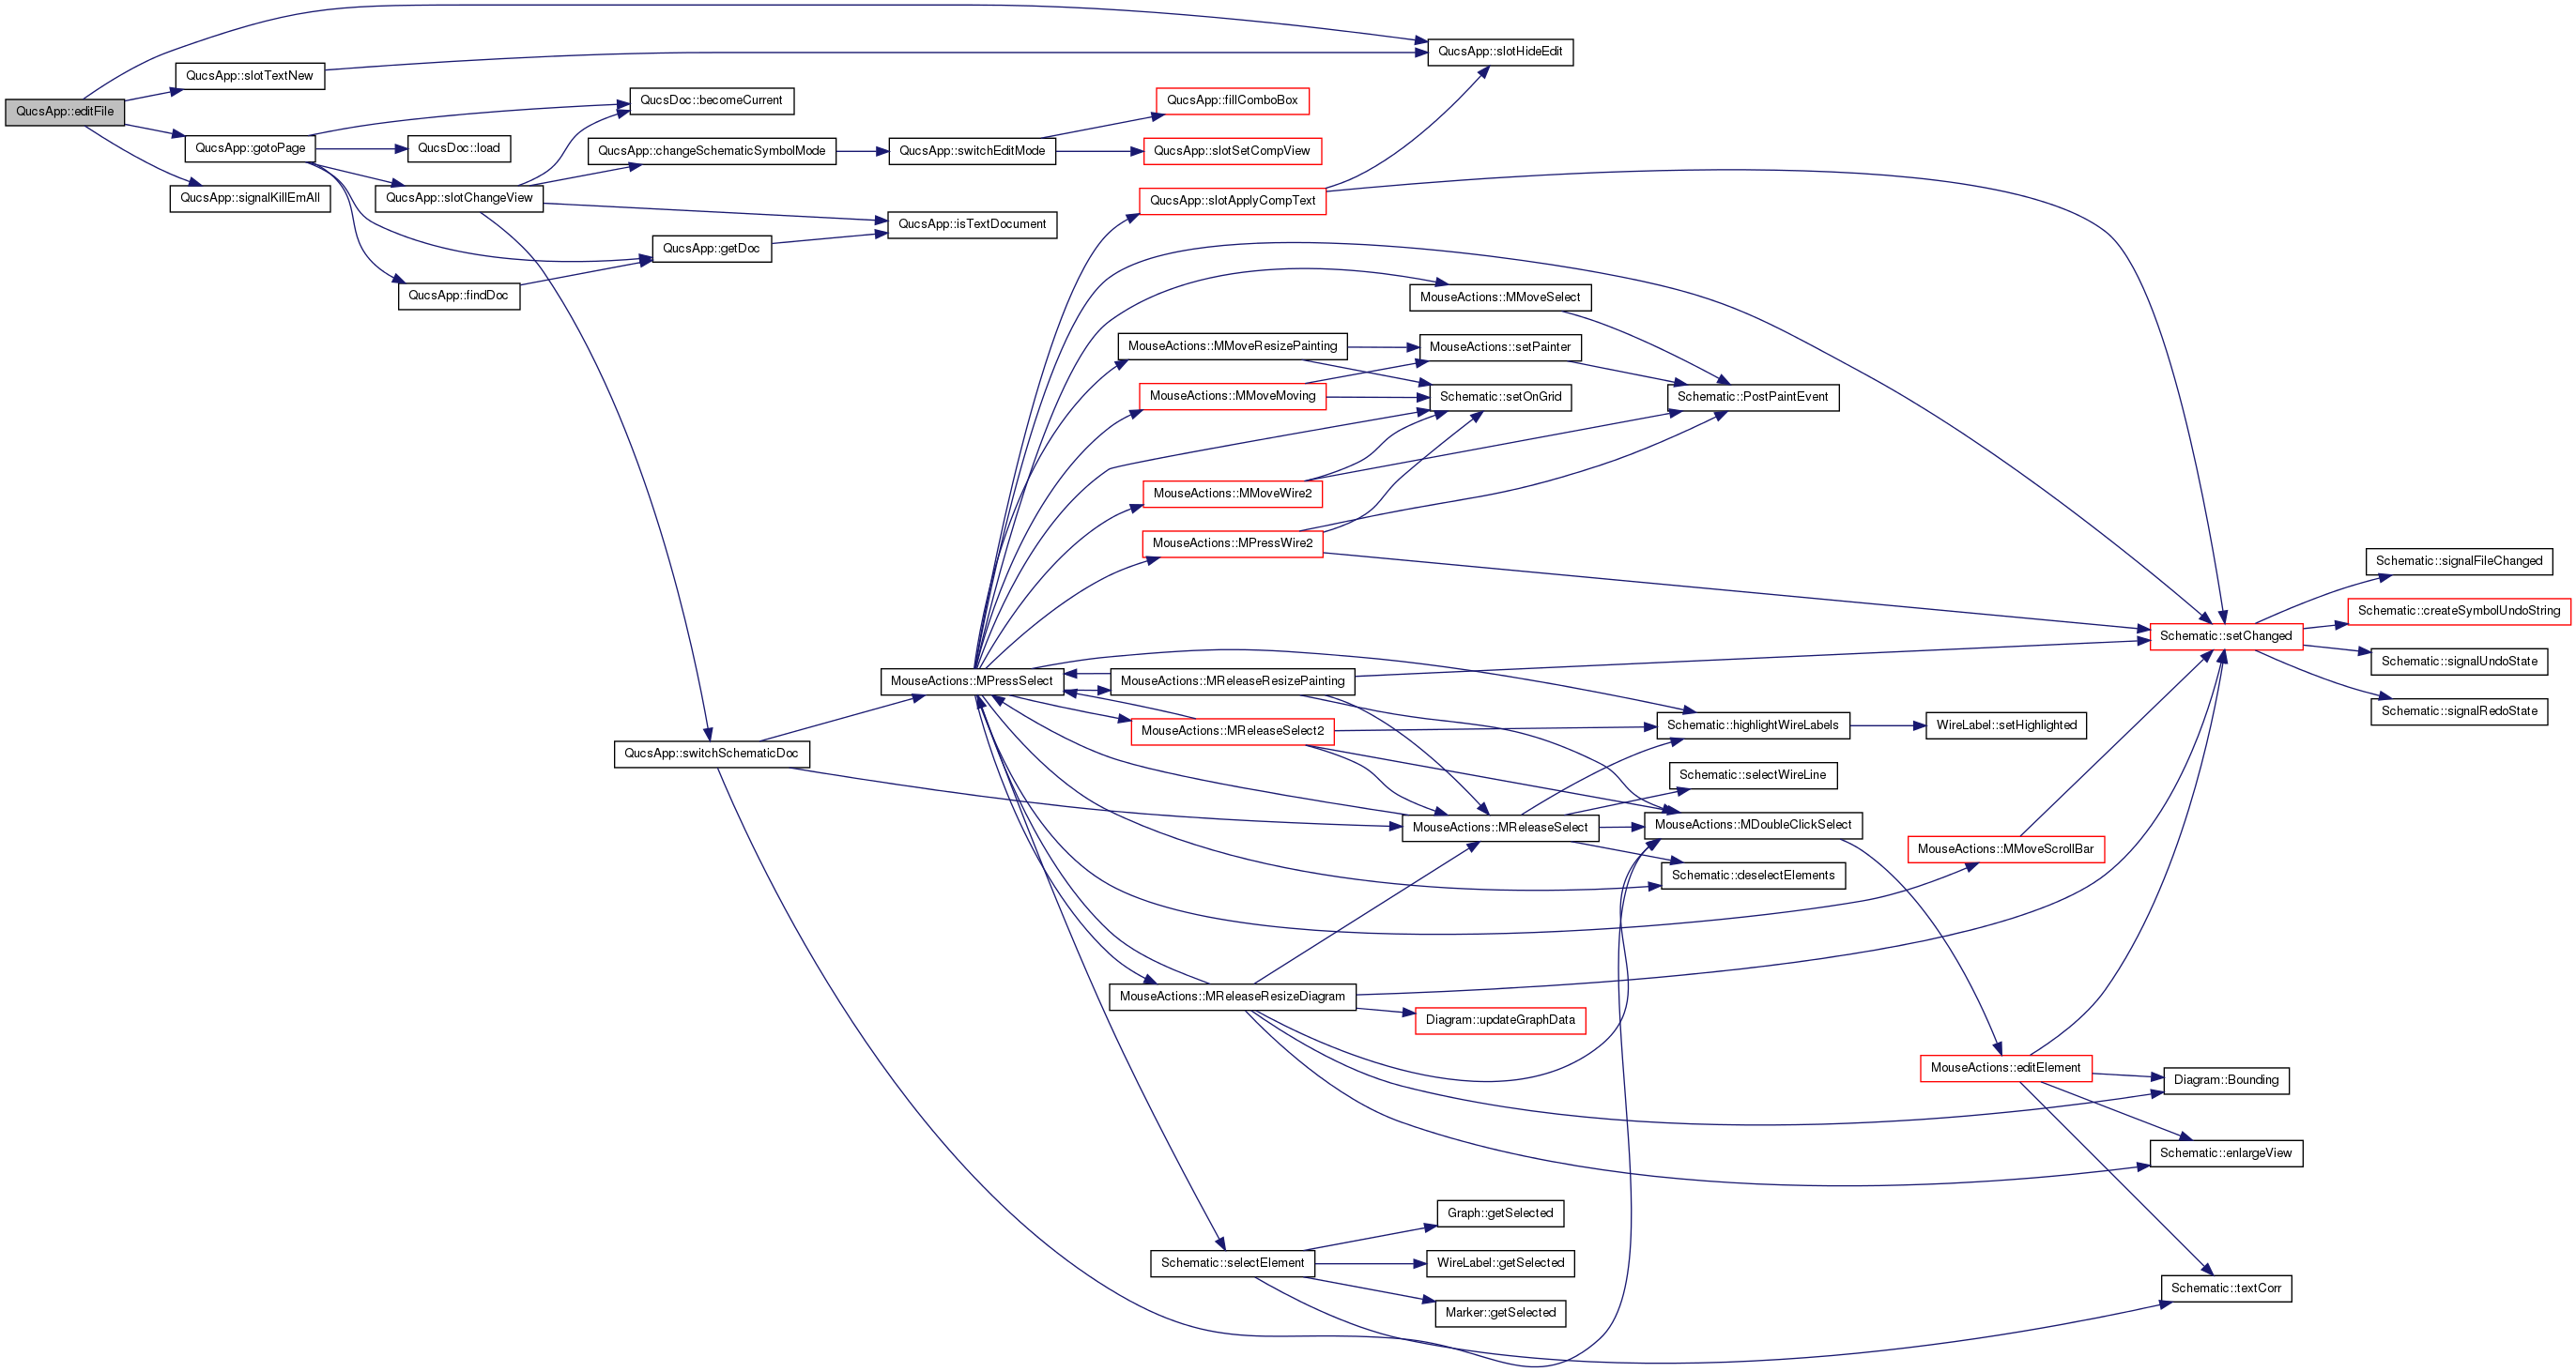 QucsApp::editFile
QucsApp::slotTextNew
QucsApp::gotoPage
QucsApp::signalKillEmAll
QucsDoc::becomeCurrent
QucsDoc::load
QucsApp::slotChangeView
QucsApp::findDoc
QucsApp::changeSchematicSymbolMode
QucsApp::getDoc
QucsApp::switchSchematicDoc
QucsApp::switchEditMode
QucsApp::isTextDocument
QucsApp::fillComboBox
QucsApp::slotSetCompView
QucsApp::slotHideEdit
QucsApp::slotApplyCompText
MouseActions::MMoveSelect
MouseActions::MMoveResizePainting
MouseActions::setPainter
MouseActions::MMoveMoving
Schematic::setOnGrid
Schematic::PostPaintEvent
MouseActions::MMoveWire2
MouseActions::MPressWire2
MouseActions::MPressSelect
MouseActions::MReleaseResizePainting
MouseActions::MReleaseSelect2
Schematic::highlightWireLabels
WireLabel::setHighlighted
Schematic::selectWireLine
MouseActions::MReleaseSelect
MouseActions::MDoubleClickSelect
Schematic::deselectElements
MouseActions::MMoveScrollBar
Schematic::setChanged
Schematic::signalFileChanged
Schematic::createSymbolUndoString
Schematic::signalUndoState
Schematic::signalRedoState
MouseActions::MReleaseResizeDiagram
Diagram::updateGraphData
MouseActions::editElement
Diagram::Bounding
Schematic::enlargeView
Schematic::textCorr
Schematic::selectElement
Graph::getSelected
WireLabel::getSelected
Marker::getSelected